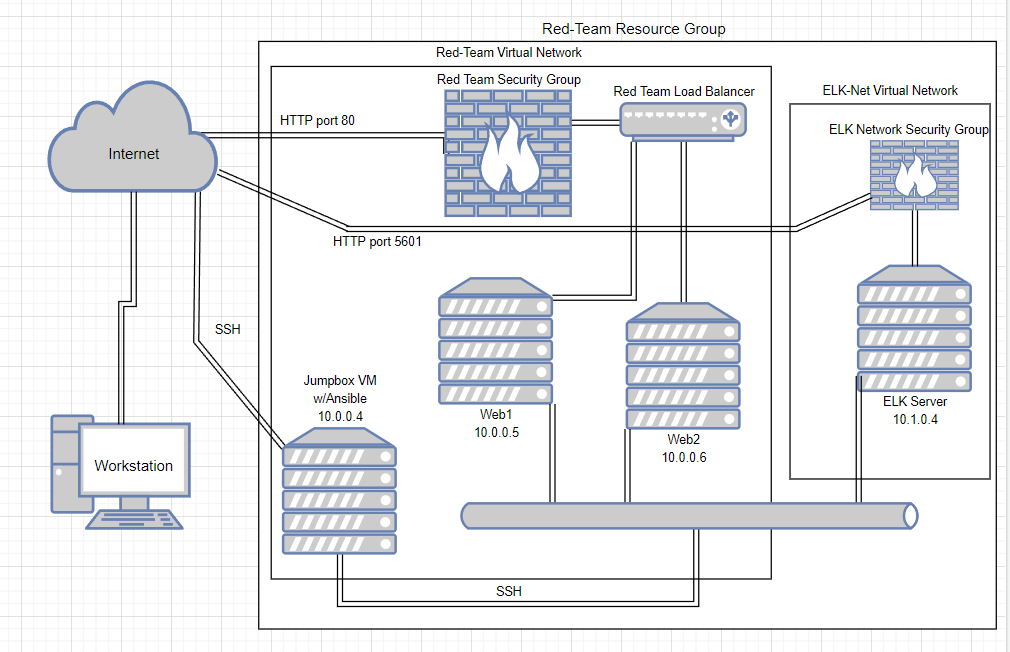 Red-Team Resource Group
Red-Team Virtual Network
Red Team Security Group
Red Team Load Balancer
ELK-Net Virtual Network
ELK Network Security Group
HTTP port 80
Internet
HTTP port 5601
SSH
Jumpbox VM
w/Ansible
10.0.0.4
Web1
10.0.0.5
Web2
10.0.0.6
ELK Server
10.1.0.4
Workstation
SSH